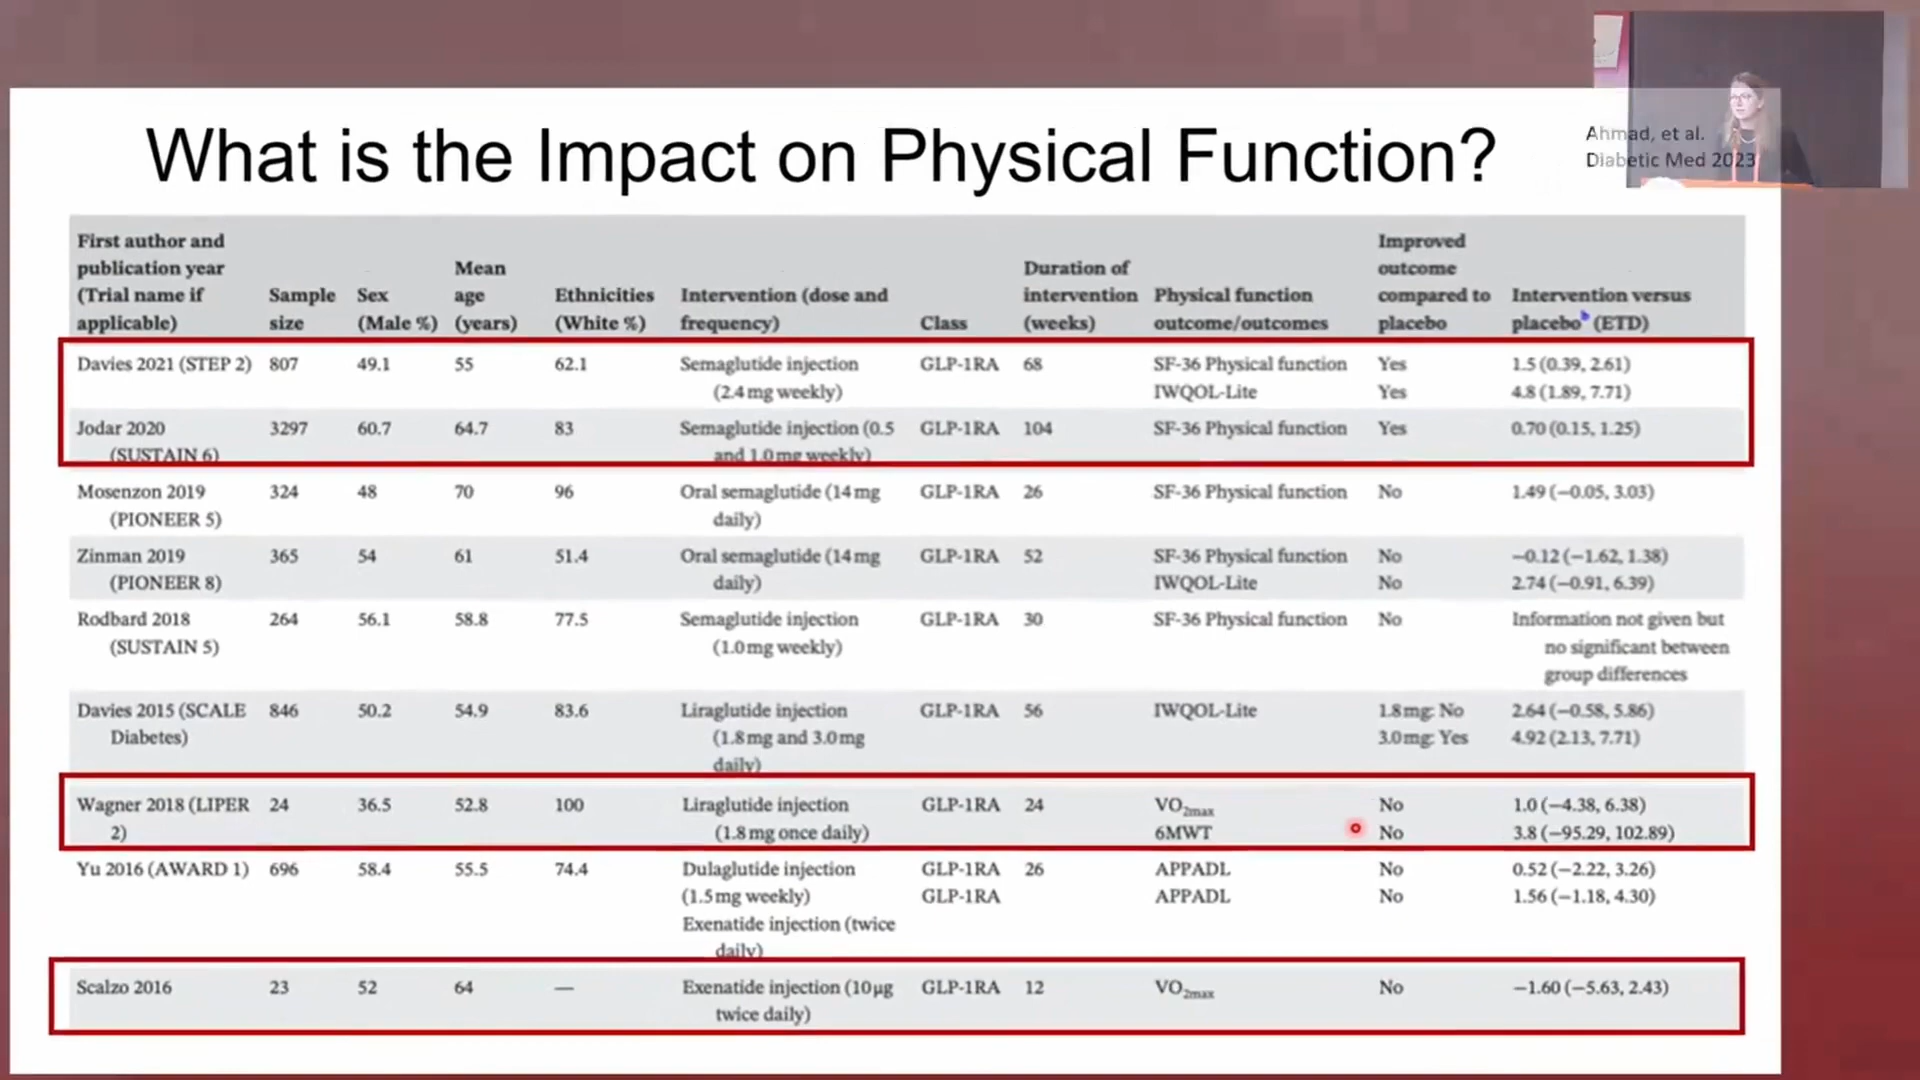 What is the Impact on Physical Function?
Ahmad, et al.
Diabetic Med 2023
First author and publication year (Trial name if applicable) Sample size Sex (Male %) Mean age (years) Ethnicities (White %) Intervention (dose and frequency) Class Duration of intervention (weeks) Physical function outcome/outcomes Improved outcome compared to placebo Intervention versus placebo (ETD)
Davies 2021 (STEP 2) 807 49.1 55 62.1 Semaglutide injection GLP-1RA 68 SF-36 Physical function Yes 1.5 (0.39, 2.61)
(2.4 mg weekly) IWQOL-Lite Yes 4.8 (1.89, 7.71)
Jodar 2020 3297 60.7 64.7 83 Semaglutide injection (0.5 GLP-1RA 104 SF-36 Physical function Yes 0.70 (0.15, 1.25)
(SUSTAIN 6) and 1.0 mg weekly)
Mosenzon 2019 324 48 70 96 Oral semaglutide (14 mg GLP-1RA 26 SF-36 Physical function No 1.49 (−0.05, 3.03)
(PIONEER 5) daily)
Zinman 2019 365 54 61 51.4 Oral semaglutide (14 mg GLP-1RA 52 SF-36 Physical function No −0.12 (−1.62, 1.38)
(PIONEER 8) daily) IWQOL-Lite No 2.74 (−0.91, 6.39)
Rodbard 2018 264 56.1 58.8 77.5 Semaglutide injection GLP-1RA 30 SF-36 Physical function No Information not given but
(SUSTAIN 5) (1.0 mg weekly) no significant between
group differences
Davies 2015 (SCALE 846 50.2 54.9 83.6 Liraglutide injection GLP-1RA 56 IWQOL-Lite 1.8 mg: No 2.64 (−0.58, 5.86)
Diabetes) (1.8 mg and 3.0 mg 3.0 mg: Yes 4.92 (2.13, 7.71)
daily)
Wagner 2018 (LIPER 24 36.5 52.8 100 Liraglutide injection GLP-1RA 24 VO2max No 1.0 (−4.38, 6.38)
2) (1.8 mg once daily) 6MWT No 3.8 (−95.29, 102.89)
Yu 2016 (AWARD 1) 696 58.4 55.5 74.4 Dulaglutide injection GLP-1RA 26 APPADL No 0.52 (−2.22, 3.26)
(1.5 mg weekly) GLP-1RA APPADL No 1.56 (−1.18, 4.30)
Exenatide injection (twice
daily)
Scalzo 2016 23 52 64 — Exenatide injection (10 µg GLP-1RA 12 VO2max No −1.60 (−5.63, 2.43)
twice daily)